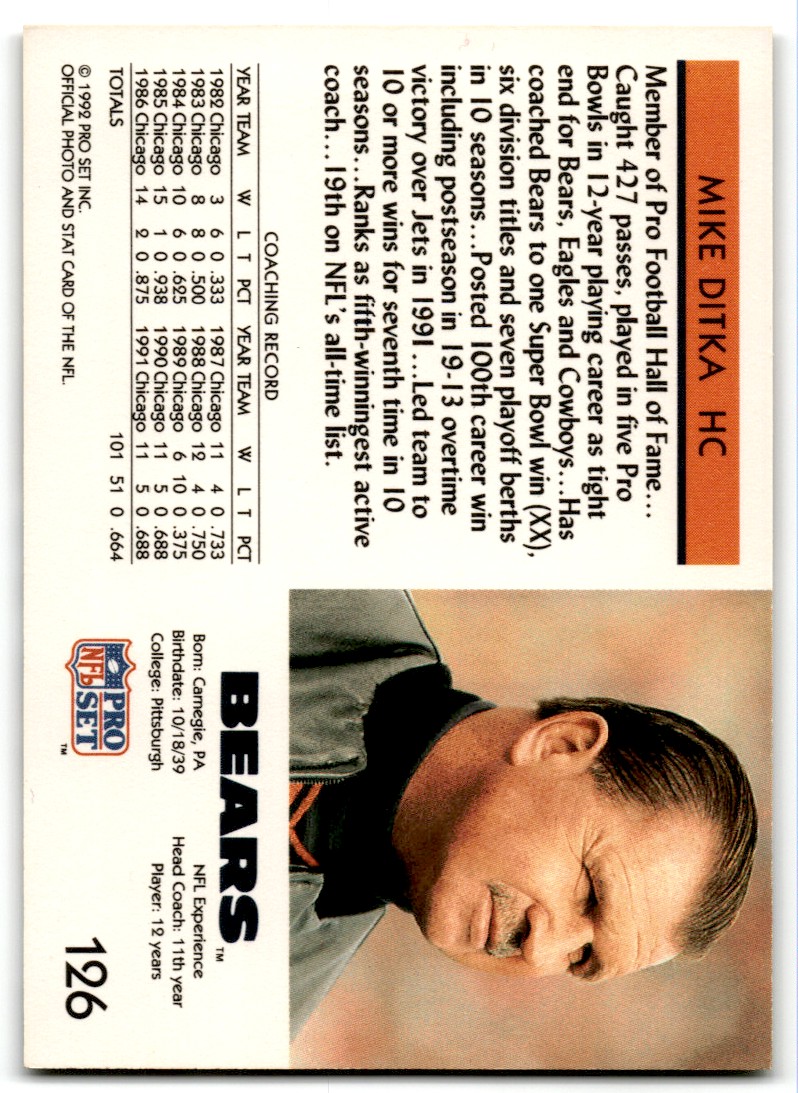 MIKE DITKA HC
Member of Pro Football Hall of Fame...
Caught 427 passes, played in five Pro
Bowls in 12-year playing career as tight
end for Bears, Eagles and Cowboys...Has
coached Bears to one Super Bowl win (XX),
six division titles and seven playoff berths
in 10 seasons...Posted 100th career win
including postseason in 19-13 overtime
victory over Jets in 1991...Led team to
10 or more wins for seventh time in 10
seasons...Ranks as fifth-winningest active
coach...19th on NFL's all-time list.
COACHING RECORD
YEAR TEAM W L T PCT YEAR TEAM W L T PCT
1982 Chicago 3 6 0 .333 1987 Chicago 11 4 0 .733
1983 Chicago 8 8 0 .500 1988 Chicago 12 4 0 .750
1984 Chicago 10 6 0 .625 1989 Chicago 6 10 0 .375
1985 Chicago 15 1 0 .938 1990 Chicago 11 5 0 .688
1986 Chicago 14 2 0 .875 1991 Chicago 11 5 0 .688
TOTALS 101 51 0 .664
© 1992 PRO SET INC.
OFFICIAL PHOTO AND STAT CARD OF THE NFL.
BEARS™
Born: Carnegie, PA
Birthdate: 10/18/39
College: Pittsburgh
NFL Experience
Head Coach: 11th year
Player: 12 years
PRO
NFL SET™
126